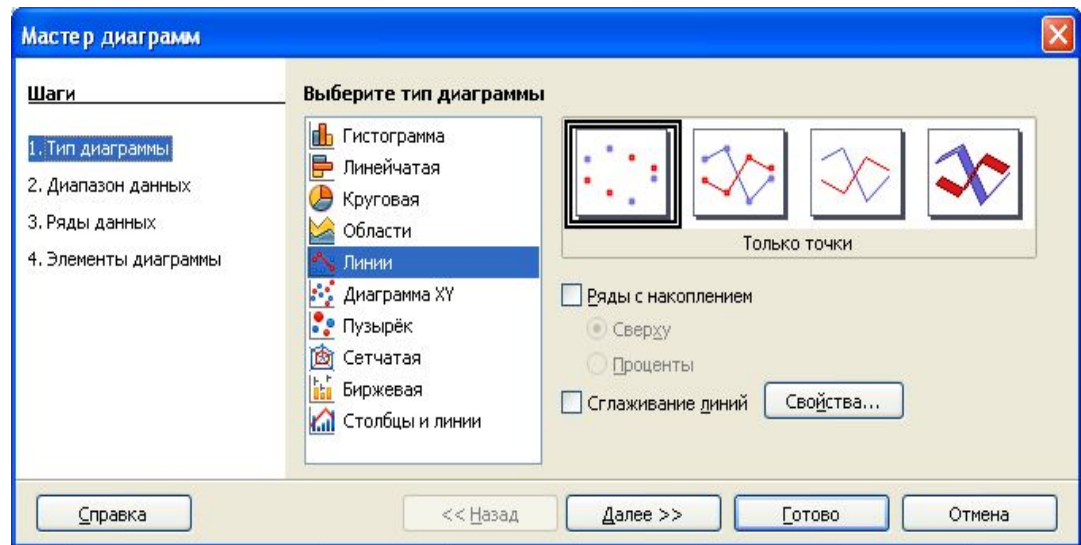 Мастер диаграмм
Шаги
1. Тип диаграммы
2. Диапазон данных
3. Ряды данных
4. Элементы диаграммы
Выберите тип диаграммы
Гистограмма
Линейчатая
Круговая
Области
Линии
Диаграмма XY
Пузырёк
Сетчатая
Биржевая
Столбцы и линии
Только точки
Ряды с накоплением
Сверху
Проценты
Сглаживание линий
Свойства...
Справка
<< Назад
Далее >>
Готово
Отмена